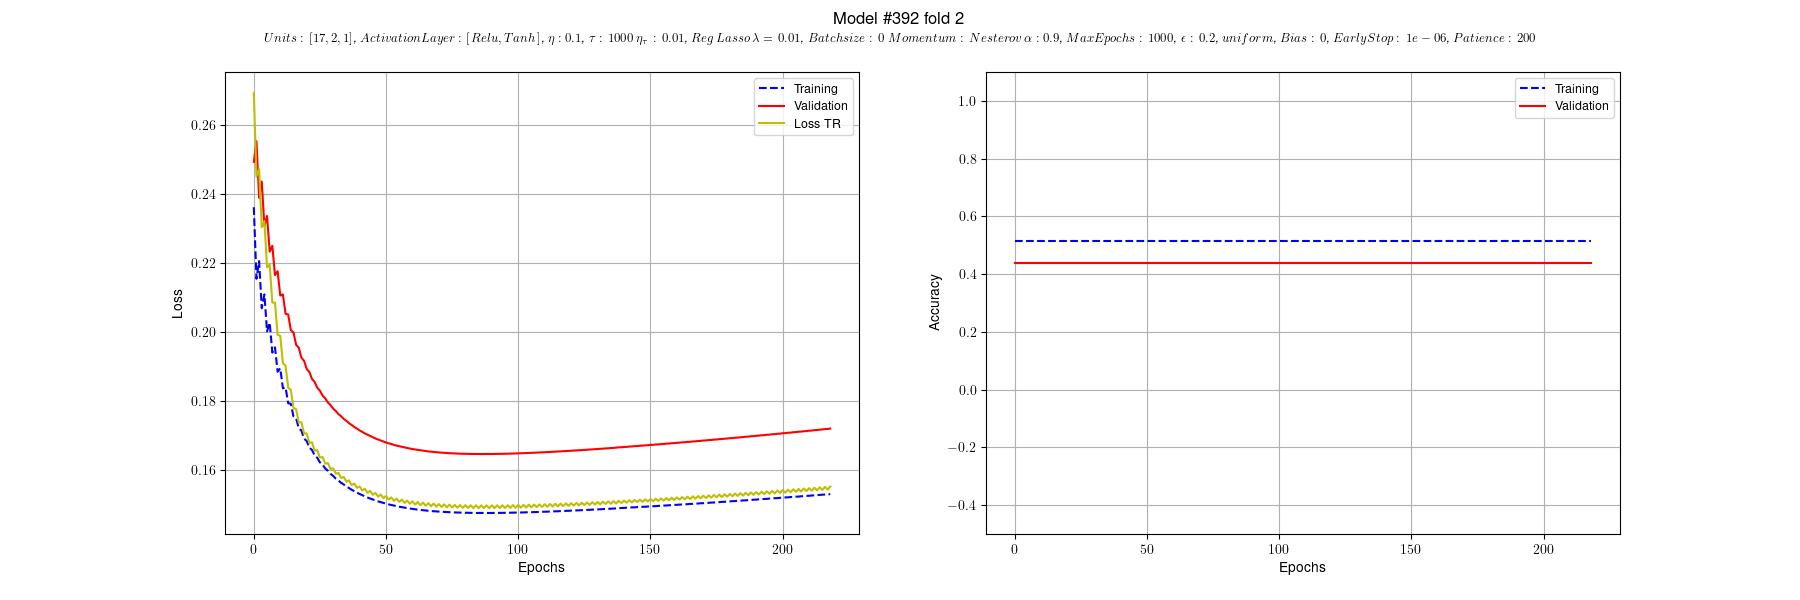 Model #392 fold 2
Units : [17, 2, 1], ActivationLayer : [Relu, Tanh], η : 0.1, τ : 1000 ητ : 0.01, Reg Lasso λ = 0.01, Batchsize : 0 Momentum : Nesterov α : 0.9, MaxEpochs : 1000, ϵ : 0.2, uniform, Bias : 0, EarlyStop : 1e − 06, Patience : 200
Training
Validation
Loss TR
0.26
0.24
0.22
0.20
0.18
0.16
Loss
0
50
100
150
200
Epochs
Training
Validation
1.0
0.8
0.6
0.4
0.2
0.0
−0.2
−0.4
Accuracy
0
50
100
150
200
Epochs